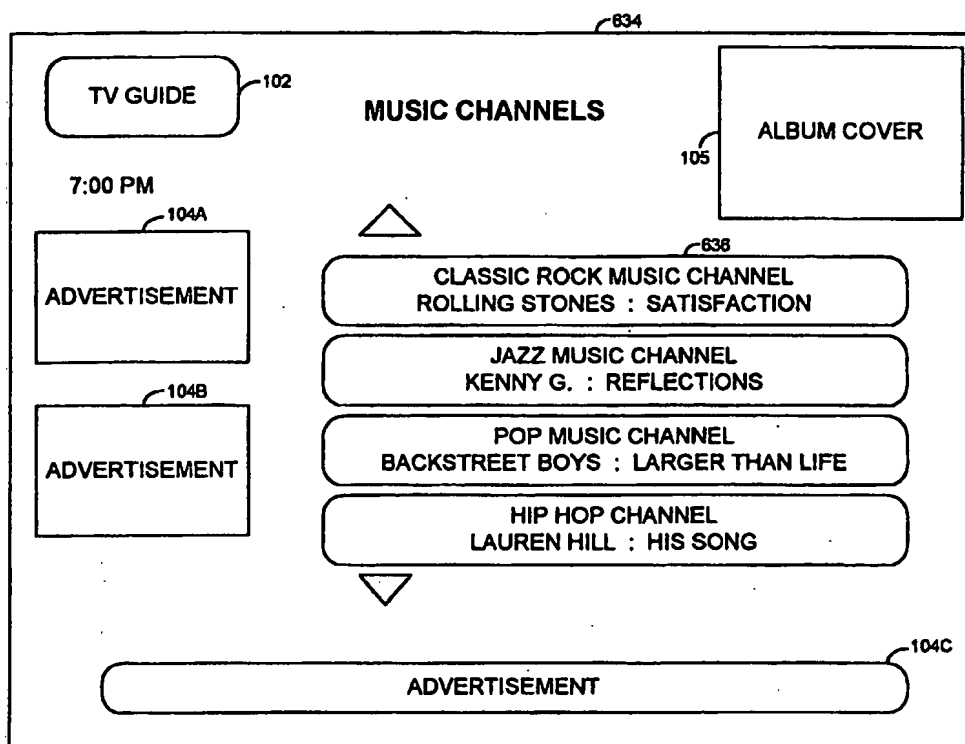 634
TV GUIDE
102
MUSIC CHANNELS
ALBUM COVER
105
7:00 PM
104A
ADVERTISEMENT
636
CLASSIC ROCK MUSIC CHANNEL
ROLLING STONES : SATISFACTION
JAZZ MUSIC CHANNEL
KENNY G. : REFLECTIONS
104B
ADVERTISEMENT
POP MUSIC CHANNEL
BACKSTREET BOYS : LARGER THAN LIFE
HIP HOP CHANNEL
LAUREN HILL : HIS SONG
104C
ADVERTISEMENT